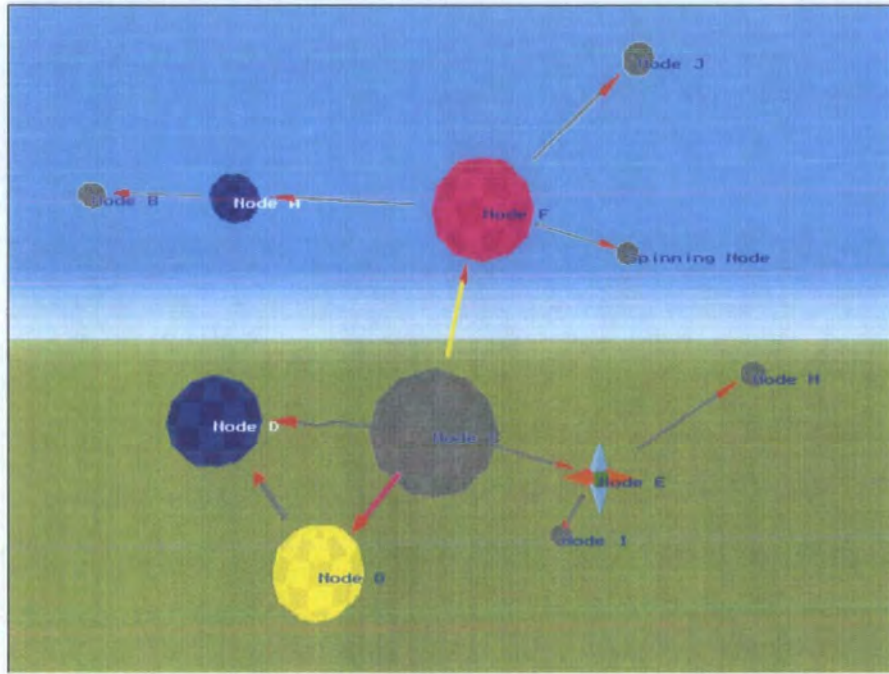 Node J
Node B
Node A
Node F
Spinning Node
Node H
Node D
Node C
Node E
Node I
Node G